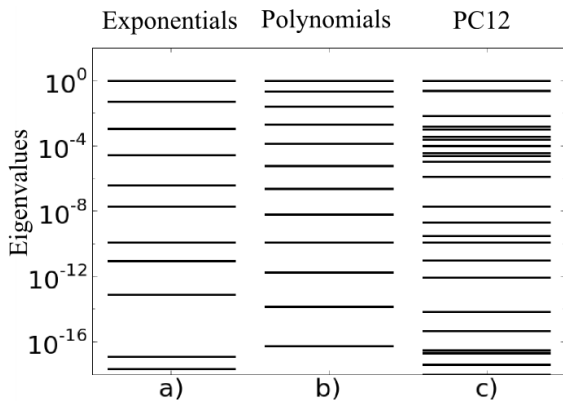 Exponentials Polynomials PC12
Eigenvalues
10^0
10^-4
10^-8
10^-12
10^-16
a) b) c)